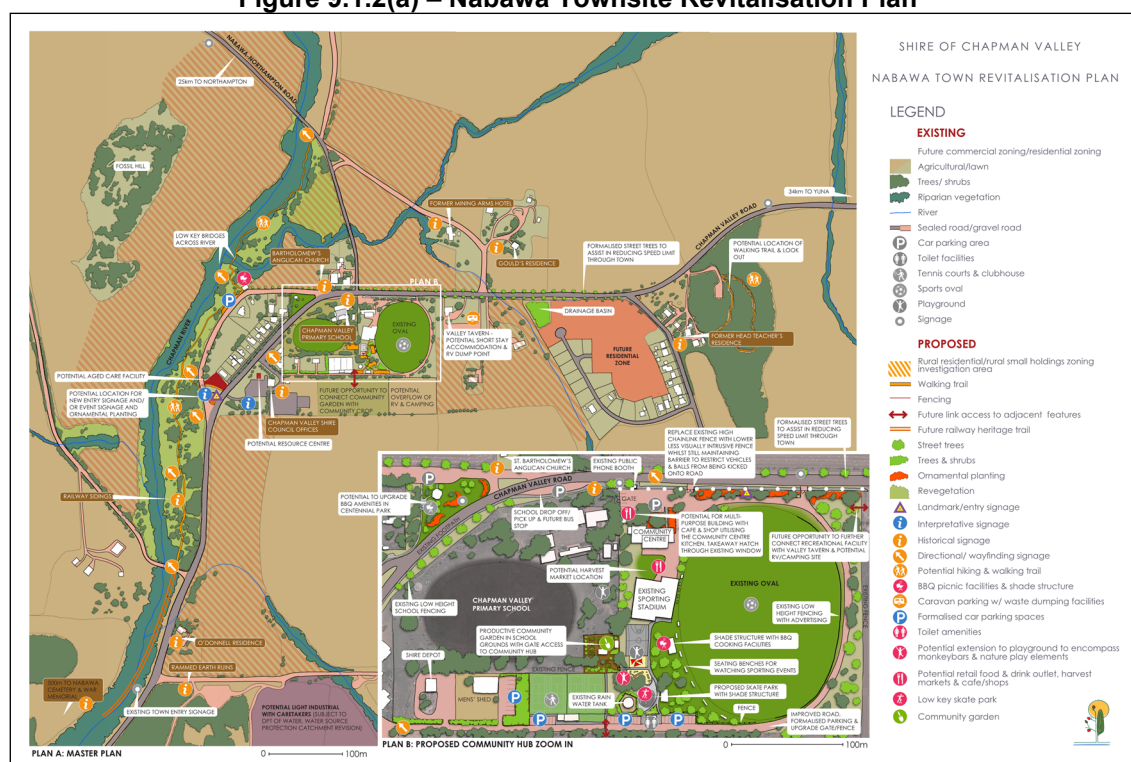 Figure 5.1.2(a) – Nabawa Townsite Revitalisation Plan
SHIRE OF CHAPMAN VALLEY
NABAWA TOWN REVITALISATION PLAN
LEGEND
EXISTING
Future commercial zoning/residential zoning
Agricultural/lawn
Trees/ shrubs
Riparian vegetation
River
Sealed road/gravel road
Car parking area
Toilet facilities
Tennis courts & clubhouse
Sports oval
Playground
Signage
PROPOSED
Rural residential/rural small holdings zoning
investigation area
Walking trail
Fencing
Future link access to adjacent features
Future railway heritage trail
Street trees
Trees & shrubs
Ornamental planting
Revegetation
Landmark/entry signage
Interpretative signage
Historical signage
Directional/ wayfinding signage
Potential hiking & walking trail
BBQ picnic facilities & shade structure
Caravan parking w/ waste dumping facilities
Formalised car parking spaces
Toilet amenities
Potential extension to playground to encompass
monkeybars & nature play elements
Potential retail food & drink outlet, harvest
markets & cafe/shops
Low key skate park
Community garden
NABAWA-NORTHAMPTON ROAD
25km TO NORTHAMPTON
FOSSIL HILL
LOW KEY BRIDGES
ACROSS RIVER
BARTHOLOMEW'S
ANGLICAN CHURCH
FORMER MINING ARMS HOTEL
GOULD'S RESIDENCE
FORMALISED STREET TREES TO
ASSIST IN REDUCING SPEED LIMIT
THROUGH TOWN
CHAPMAN VALLEY ROAD
34km TO YUNA
POTENTIAL LOCATION OF
WALKING TRAIL & LOOK
OUT
PLAN B
CHAPMAN RIVER
CHAPMAN VALLEY
PRIMARY SCHOOL
EXISTING
OVAL
VALLEY TAVERN -
POTENTIAL SHORT STAY
ACCOMMODATION &
RV DUMP POINT
DRAINAGE BASIN
FUTURE
RESIDENTIAL
ZONE
FORMER HEAD TEACHER'S
RESIDENCE
POTENTIAL AGED CARE FACILITY
POTENTIAL LOCATION FOR
NEW ENTRY SIGNAGE AND/
OR EVENT SIGNAGE AND
ORNAMENTAL PLANTING
FUTURE OPPORTUNITY TO
CONNECT COMMUNITY
GARDEN WITH
COMMUNITY CROP
POTENTIAL
OVERFLOW OF
RV & CAMPING
CHAPMAN VALLEY SHIRE
COUNCIL OFFICES
POTENTIAL RESOURCE CENTRE
RAILWAY SIDINGS
O'DONNELL RESIDENCE
RAMMED EARTH RUINS
TO NABAWA
CEMETERY & WAR
MEMORIAL
EXISTING TOWN ENTRY SIGNAGE
POTENTIAL LIGHT INDUSTRIAL
WITH CARETAKERS (SUBJECT TO
DPT OF WATER, WATER SOURCE
PROTECTION CATCHMENT REVISION)
PLAN A: MASTER PLAN
0 100m
REPLACE EXISTING HIGH
CHAINLINK FENCE WITH LOWER
LESS VISUALLY INTRUSIVE FENCE
WHILST STILL MAINTAINING
BARRIER TO RESTRICT VEHICLES
& BALLS FROM BEING KICKED
ONTO ROAD
FORMALISED STREET TREES
TO ASSIST IN REDUCING
SPEED LIMIT THROUGH
TOWN
ST. BARTHOLOMEW'S
ANGLICAN CHURCH
EXISTING PUBLIC
PHONE BOOTH
POTENTIAL TO UPGRADE
BBQ AMENITIES IN
CENTENNIAL PARK
CHAPMAN VALLEY ROAD
SCHOOL DROP OFF/
PICK UP & FUTURE BUS
STOP
GATE
COMMUNITY
CENTRE
POTENTIAL FOR MULTI-
PURPOSE BUILDING WITH
CAFE & SHOP UTILISING
THE COMMUNITY CENTRE
KITCHEN. TAKEAWAY HATCH
THROUGH EXISTING WINDOW
FUTURE OPPORTUNITY TO FURTHER
CONNECT RECREATIONAL FACILITY
WITH VALLEY TAVERN & POTENTIAL
RV/CAMPING SITE
EXISTING FOOTPATH
POTENTIAL HARVEST
MARKET LOCATION
EXISTING LOW HEIGHT
SCHOOL FENCING
CHAPMAN VALLEY
PRIMARY SCHOOL
EXISTING
SPORTING
STADIUM
EXISTING OVAL
EXISTING LOW
HEIGHT FENCING
WITH ADVERTISING
EXISTING FENCE
PRODUCTIVE COMMUNITY
GARDEN IN SCHOOL
GROUNDS WITH GATE ACCESS
TO COMMUNITY HUB
SHADE STRUCTURE WITH BBQ
COOKING FACILITIES
SEATING BENCHES FOR
WATCHING SPORTING EVENTS
SHIRE DEPOT
EXISTING FENCE
MENS' SHED
EXISTING RAIN
WATER TANK
PROPOSED SKATE PARK
WITH SHADE STRUCTURE
FENCE
IMPROVED ROAD,
FORMALISED PARKING &
UPGRADE GATE/FENCE
PLAN B: PROPOSED COMMUNITY HUB ZOOM IN
0 100m